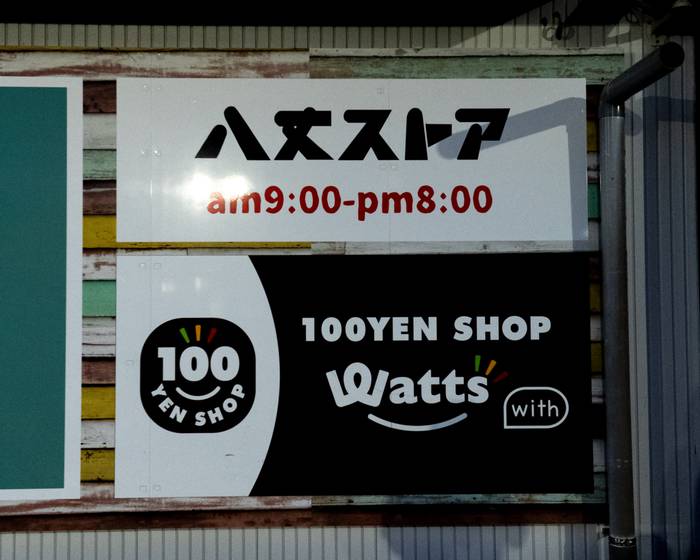 八丈ストア
am9:00-pm8:00
100
YEN SHOP
100YEN SHOP
Watts
with